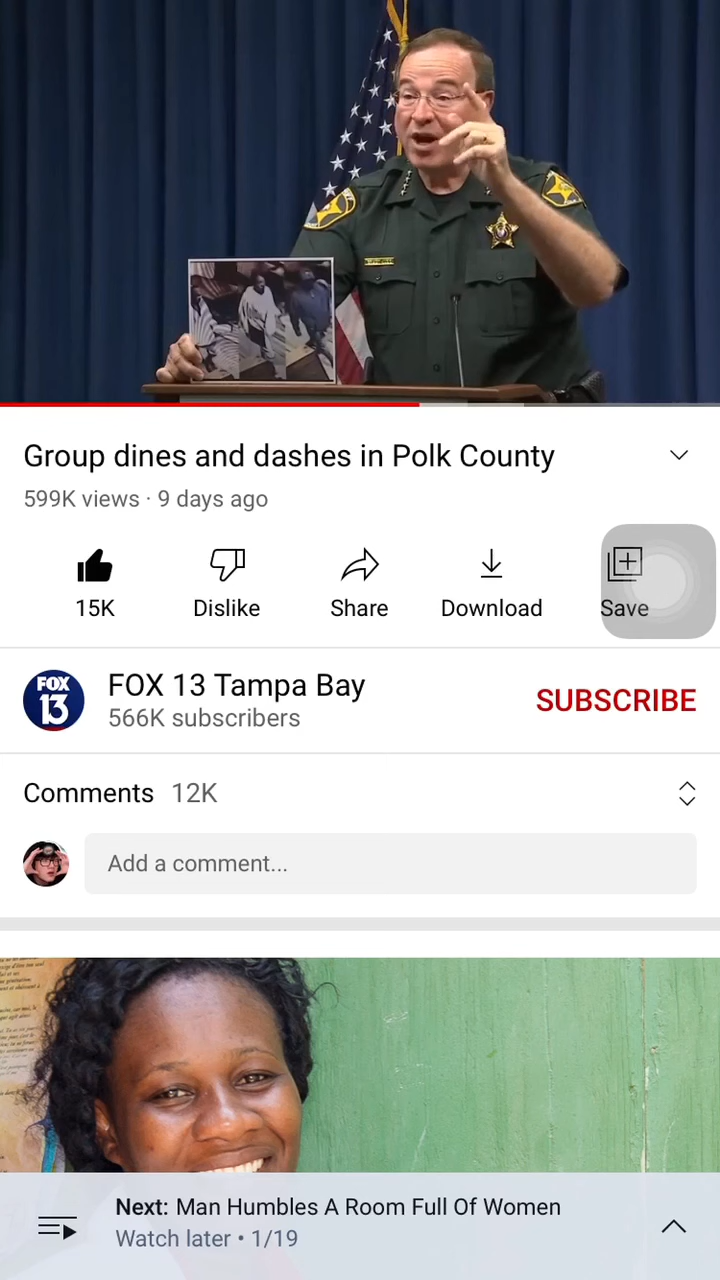 Group dines and dashes in Polk County
599K views · 9 days ago
15K
Dislike
Share
Download
Save
FOX
13
FOX 13 Tampa Bay
566K subscribers
SUBSCRIBE
Comments 12K
Add a comment...
Next: Man Humbles A Room Full Of Women
Watch later • 1/19